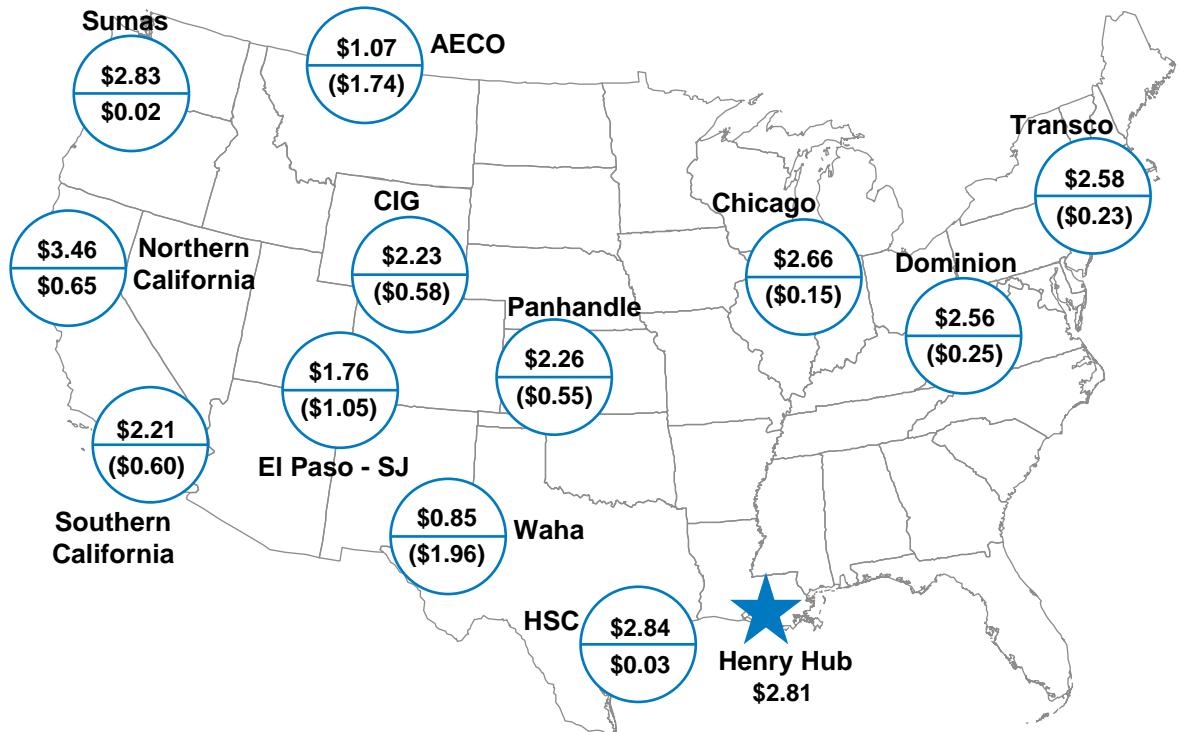 Sumas
$2.83
$0.02
$1.07
($1.74)
AECO
Transco
$2.58
($0.23)
CIG
$2.23
($0.58)
Chicago
$2.66
($0.15)
$3.46
$0.65
Northern
California
Dominion
$2.56
($0.25)
Panhandle
$2.26
($0.55)
$1.76
($1.05)
El Paso - SJ
$2.21
($0.60)
Southern
California
$0.85
($1.96)
Waha
HSC
$2.84
$0.03
Henry Hub
$2.81